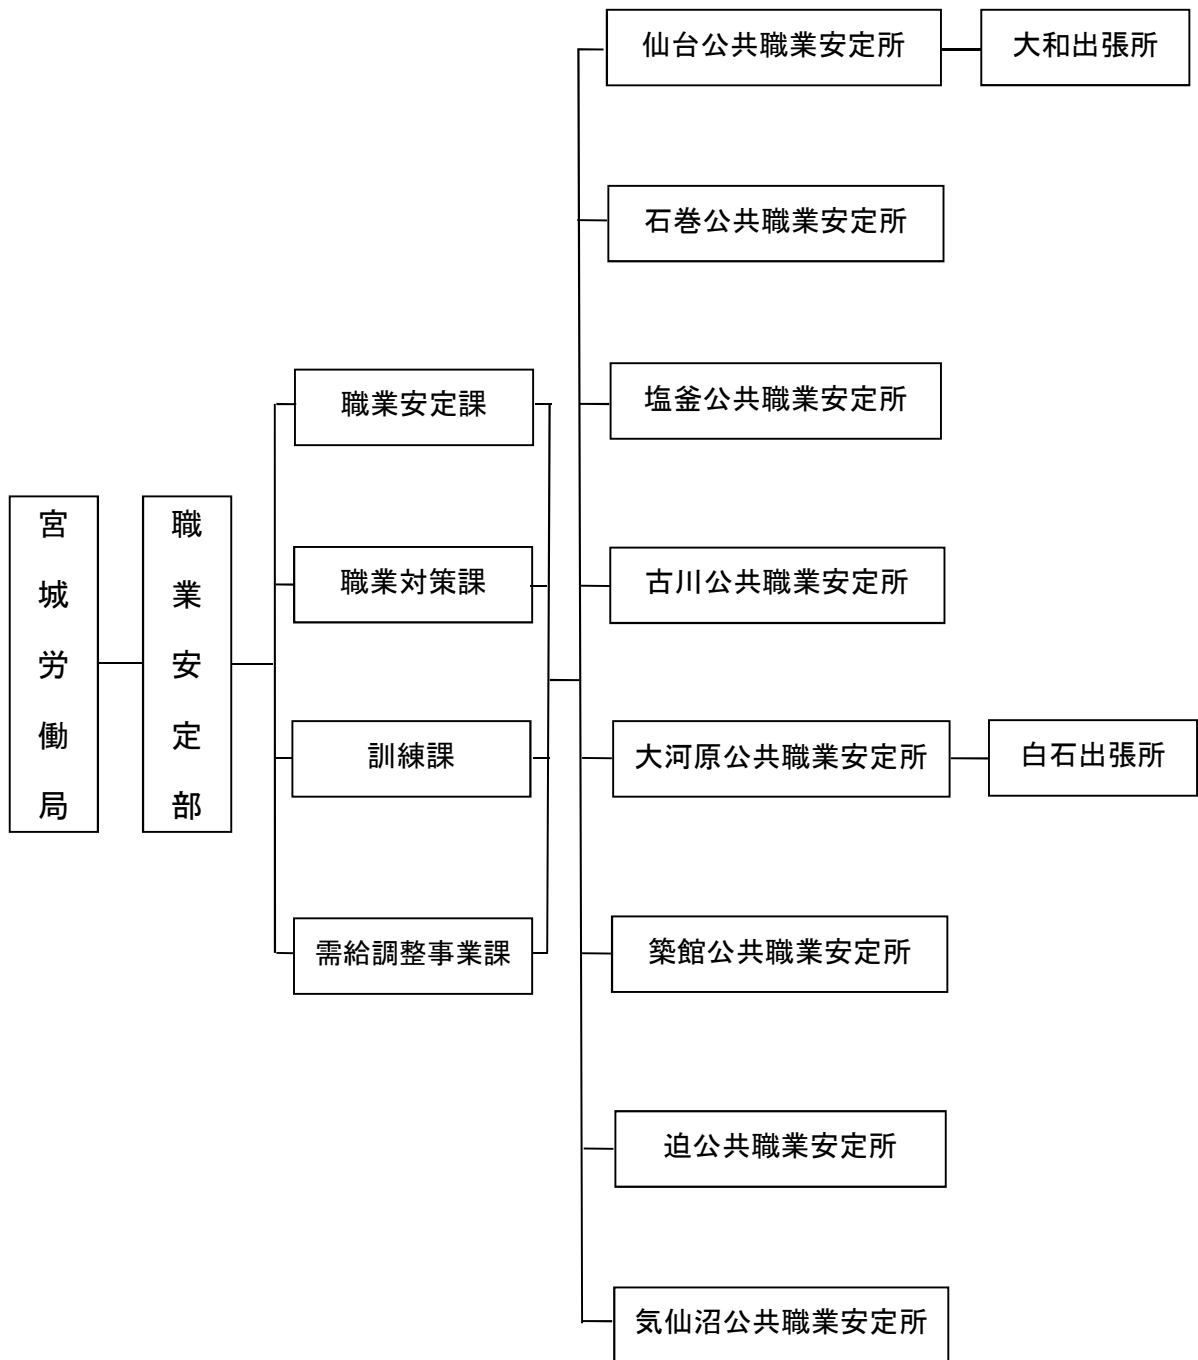 宮城労働局
職業安定部
職業安定課
職業対策課
訓練課
需給調整事業課
仙台公共職業安定所
大和出張所
石巻公共職業安定所
塩釜公共職業安定所
古川公共職業安定所
大河原公共職業安定所
白石出張所
築館公共職業安定所
迫公共職業安定所
気仙沼公共職業安定所